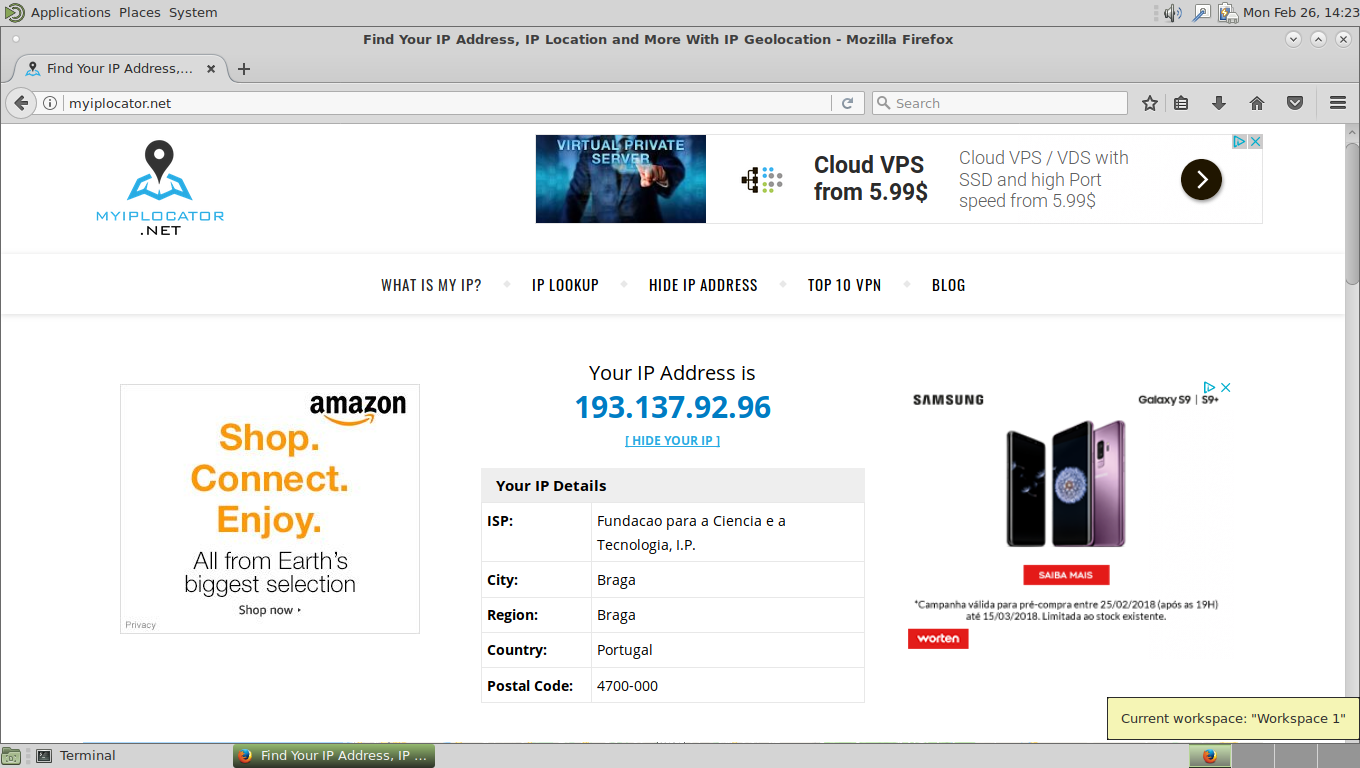 Applications Places System
Mon Feb 26, 14:23
Find Your IP Address, IP Location and More With IP Geolocation - Mozilla Firefox
Find Your IP Address,...
myiplocator.net
Search
MYIPLOCATOR
.NET
VIRTUAL PRIVATE
SERVER
Cloud VPS
from 5.99$
Cloud VPS / VDS with
SSD and high Port
speed from 5.99$
WHAT IS MY IP?
IP LOOKUP
HIDE IP ADDRESS
TOP 10 VPN
BLOG
amazon
Shop.
Connect.
Enjoy.
All from Earth's
biggest selection
Shop now
Privacy
Your IP Address is
193.137.92.96
[ HIDE YOUR IP ]
Your IP Details
ISP: Fundacao para a Ciencia e a
Tecnologia, I.P.
City: Braga
Region: Braga
Country: Portugal
Postal Code: 4700-000
SAMSUNG
Galaxy S9 | S9+
SAIBA MAIS
*Campanha válida para pré-compra entre 25/02/2018 (após as 19H)
até 15/03/2018. Limitada ao stock existente.
worten
Current workspace: "Workspace 1"
Terminal
Find Your IP Address, IP ...